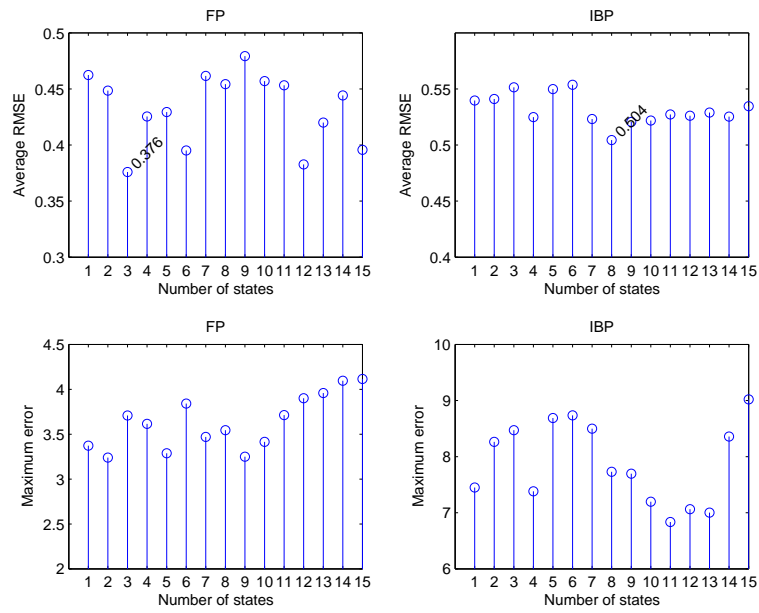 FP
Average RMSE
0.5
0.45
0.4
0.35
0.3
0.376
1 2 3 4 5 6 7 8 9 10 11 12 13 14 15
Number of states
IBP
Average RMSE
0.55
0.5
0.45
0.4
0.504
1 2 3 4 5 6 7 8 9 10 11 12 13 14 15
Number of states
FP
Maximum error
4.5
4
3.5
3
2.5
2
1 2 3 4 5 6 7 8 9 10 11 12 13 14 15
Number of states
IBP
Maximum error
10
9
8
7
6
1 2 3 4 5 6 7 8 9 10 11 12 13 14 15
Number of states